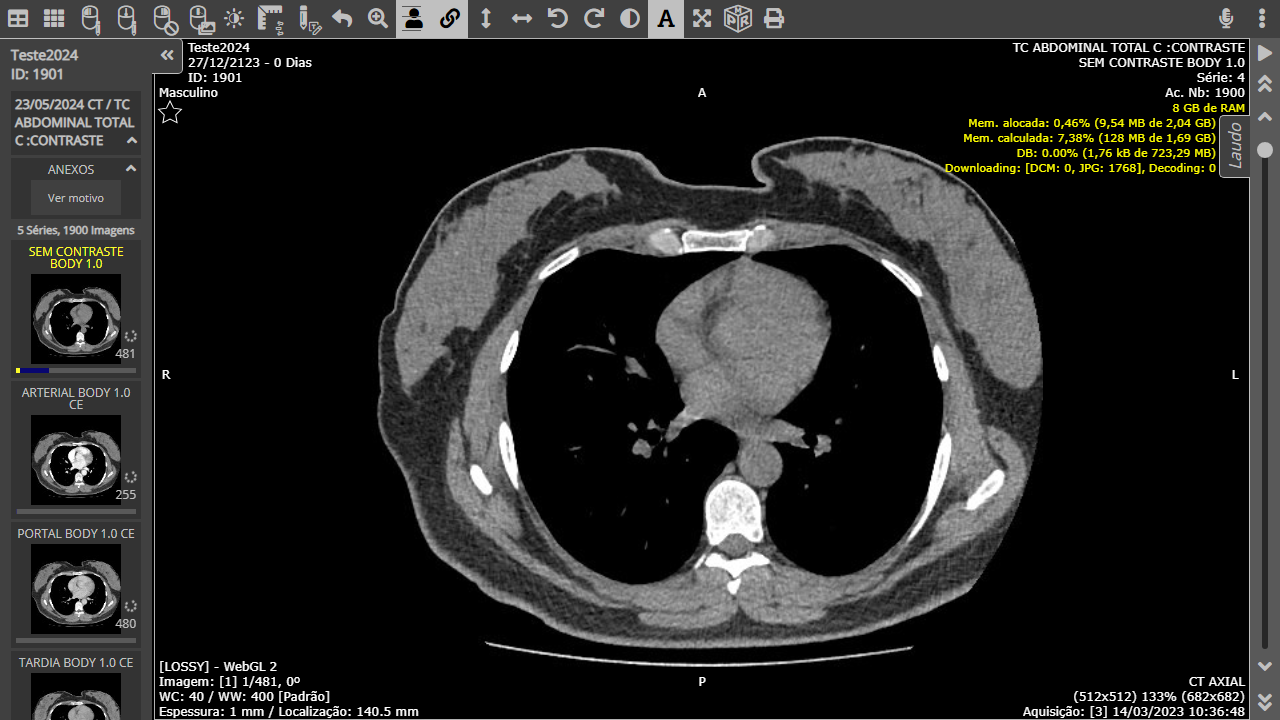 A
Teste2024
ID: 1901
23/05/2024 CT / TC
ABDOMINAL TOTAL
C :CONTRASTE
ANEXOS
Ver motivo
5 Séries, 1900 Imagens
SEM CONTRASTE
BODY 1.0
481
ARTERIAL BODY 1.0
CE
255
PORTAL BODY 1.0 CE
480
TARDIA BODY 1.0 CE
Teste2024
27/12/2123 - 0 Dias
ID: 1901
Masculino
A
TC ABDOMINAL TOTAL C :CONTRASTE
SEM CONTRASTE BODY 1.0
Série: 4
Ac. Nb: 1900
8 GB de RAM
Mem. alocada: 0,46% (9,54 MB de 2,04 GB)
Mem. calculada: 7,38% (128 MB de 1,69 GB)
DB: 0.00% (1,76 kB de 723,29 MB)
Downloading: [DCM: 0, JPG: 1768], Decoding: 0
Laudo
R
L
[LOSSY] - WebGL 2
Imagem: [1] 1/481, 0º
WC: 40 / WW: 400 [Padrão]
Espessura: 1 mm / Localização: 140.5 mm
P
CT AXIAL
(512x512) 133% (682x682)
Aquisição: [3] 14/03/2023 10:36:48